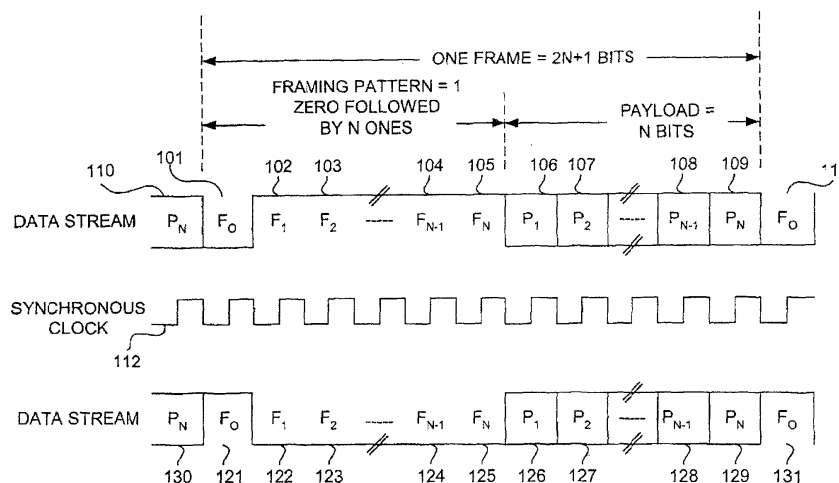 ONE FRAME = 2N+1 BITS
FRAMING PATTERN = 1
ZERO FOLLOWED
BY N ONES
PAYLOAD =
N BITS
110 101 102 103 104 105 106 107 108 109 11
DATA STREAM P_N F_O F_1 F_2 ---- F_N-1 F_N P_1 P_2 ---- P_N-1 P_N F_O
SYNCHRONOUS
CLOCK
112
DATA STREAM P_N F_O F_1 F_2 ---- F_N-1 F_N P_1 P_2 ---- P_N-1 P_N F_O
130 121 122 123 124 125 126 127 128 129 131